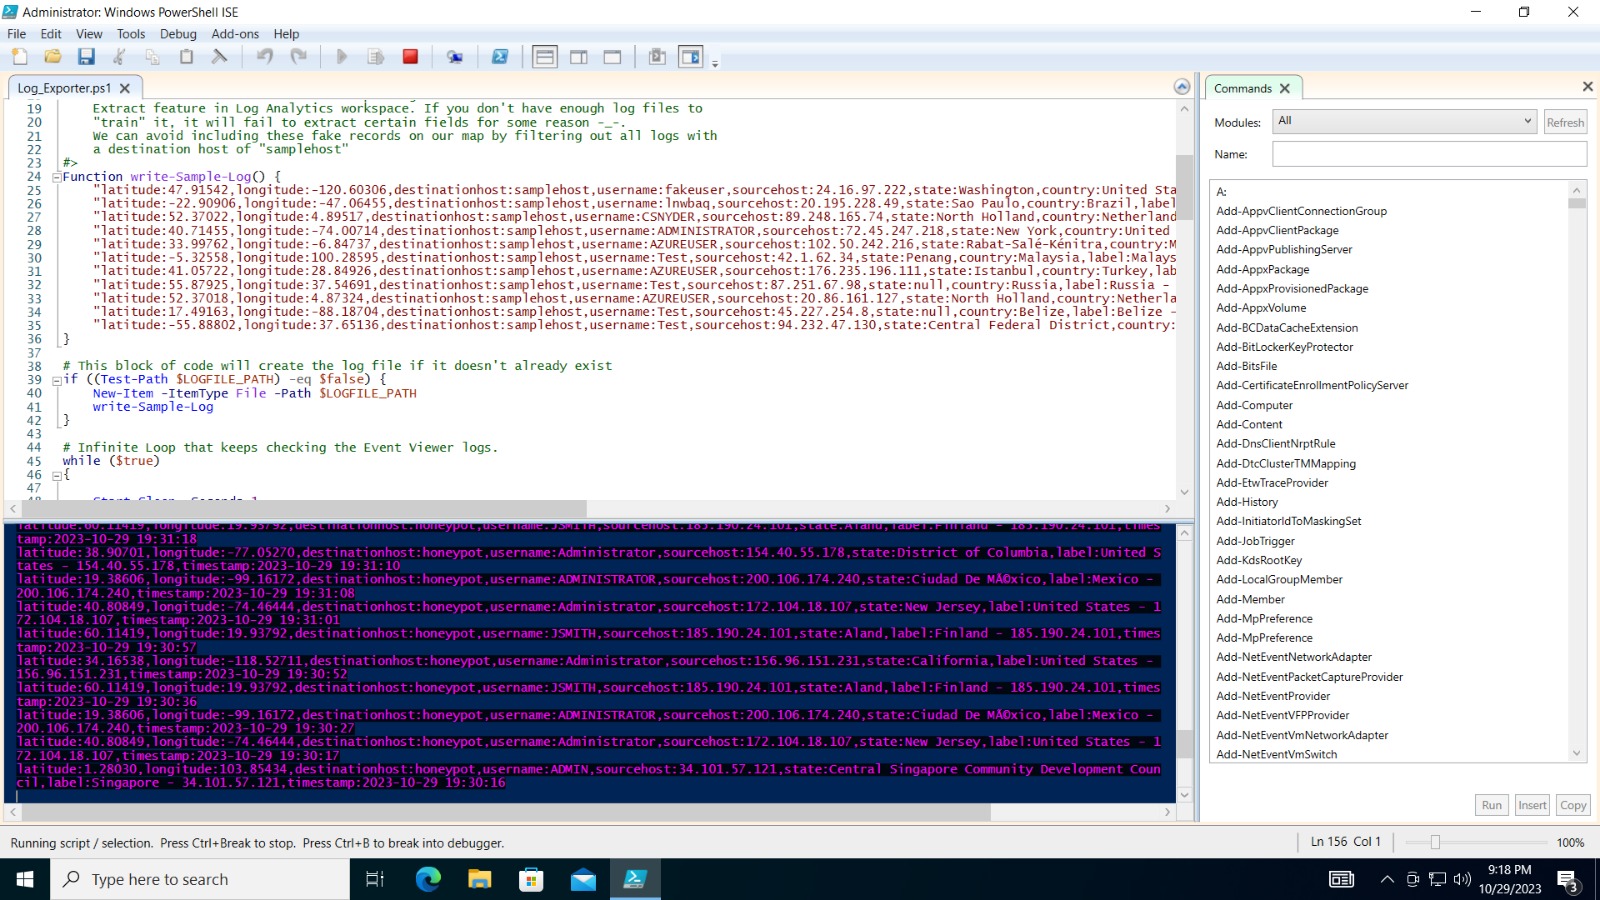 Administrator: Windows PowerShell ISE
File Edit View Tools Debug Add-ons Help
Log_Exporter.ps1
19 Extract feature in Log Analytics workspace. If you don't have enough log files to
20 "train" it, it will fail to extract certain fields for some reason -_-.
21 We can avoid including these fake records on our map by filtering out all logs with
22 a destination host of "samplehost"
23 #>
24 Function write-Sample-Log() {
25 "latitude:47.91542,longitude:-120.60306,destinationhost:samplehost,username:fakeuser,sourcehost:24.16.97.222,state:Washington,country:United Sta
26 "latitude:-22.90906,longitude:-47.06455,destinationhost:samplehost,username:lnwbaq,sourcehost:20.195.228.49,state:Sao Paulo,country:Brazil,label
27 "latitude:52.37022,longitude:4.89517,destinationhost:samplehost,username:CSNYDER,sourcehost:89.248.165.74,state:North Holland,country:Netherland
28 "latitude:40.71455,longitude:-74.00714,destinationhost:samplehost,username:ADMINISTRATOR,sourcehost:72.45.247.218,state:New York,country:United
29 "latitude:33.99762,longitude:-6.84737,destinationhost:samplehost,username:AZUREUSER,sourcehost:102.50.242.216,state:Rabat-Salé-Kénitra,country:M
30 "latitude:-5.32558,longitude:100.28595,destinationhost:samplehost,username:Test,sourcehost:42.1.62.34,state:Penang,country:Malaysia,label:Malays
31 "latitude:41.05722,longitude:28.84926,destinationhost:samplehost,username:AZUREUSER,sourcehost:176.235.196.111,state:Istanbul,country:Turkey,lab
32 "latitude:55.87925,longitude:37.54691,destinationhost:samplehost,username:Test,sourcehost:87.251.67.98,state:null,country:Russia,label:Russia -
33 "latitude:52.37018,longitude:4.87324,destinationhost:samplehost,username:AZUREUSER,sourcehost:20.86.161.127,state:North Holland,country:Netherla
34 "latitude:17.49163,longitude:-88.18704,destinationhost:samplehost,username:Test,sourcehost:45.227.254.8,state:null,country:Belize,label:Belize -
35 "latitude:-55.88802,longitude:37.65136,destinationhost:samplehost,username:Test,sourcehost:94.232.47.130,state:Central Federal District,country:
36 }
37
38 # This block of code will create the log file if it doesn't already exist
39 if ((Test-Path $LOGFILE_PATH) -eq $false) {
40 New-Item -ItemType File -Path $LOGFILE_PATH
41 write-Sample-Log
42 }
43
44 # Infinite Loop that keeps checking the Event Viewer logs.
45 while ($true)
46 {
47
48 Start-Sleep -Seconds 1
latitude:60.11419,longitude:19.93792,destinationhost:honeypot,username:JSMITH,sourcehost:185.190.24.101,state:Aland,label:Finland - 185.190.24.101,times
tamp:2023-10-29 19:31:18
latitude:38.90701,longitude:-77.05270,destinationhost:honeypot,username:Administrator,sourcehost:154.40.55.178,state:District of Columbia,label:United S
tates - 154.40.55.178,timestamp:2023-10-29 19:31:10
latitude:19.38606,longitude:-99.16172,destinationhost:honeypot,username:ADMINISTRATOR,sourcehost:200.106.174.240,state:Ciudad De MÃ©xico,label:Mexico -
200.106.174.240,timestamp:2023-10-29 19:31:08
latitude:40.80849,longitude:-74.46444,destinationhost:honeypot,username:Administrator,sourcehost:172.104.18.107,state:New Jersey,label:United States - 1
72.104.18.107,timestamp:2023-10-29 19:31:01
latitude:60.11419,longitude:19.93792,destinationhost:honeypot,username:JSMITH,sourcehost:185.190.24.101,state:Aland,label:Finland - 185.190.24.101,times
tamp:2023-10-29 19:30:57
latitude:34.16538,longitude:-118.52711,destinationhost:honeypot,username:Administrator,sourcehost:156.96.151.231,state:California,label:United States -
156.96.151.231,timestamp:2023-10-29 19:30:52
latitude:60.11419,longitude:19.93792,destinationhost:honeypot,username:JSMITH,sourcehost:185.190.24.101,state:Aland,label:Finland - 185.190.24.101,times
tamp:2023-10-29 19:30:36
latitude:19.38606,longitude:-99.16172,destinationhost:honeypot,username:ADMINISTRATOR,sourcehost:200.106.174.240,state:Ciudad De MÃ©xico,label:Mexico -
200.106.174.240,timestamp:2023-10-29 19:30:27
latitude:40.80849,longitude:-74.46444,destinationhost:honeypot,username:Administrator,sourcehost:172.104.18.107,state:New Jersey,label:United States - 1
72.104.18.107,timestamp:2023-10-29 19:30:17
latitude:1.28030,longitude:103.85434,destinationhost:honeypot,username:ADMIN,sourcehost:34.101.57.121,state:Central Singapore Community Development Coun
cil,label:Singapore - 34.101.57.121,timestamp:2023-10-29 19:30:16
Commands
Modules: All Refresh
Name:
A:
Add-AppvClientConnectionGroup
Add-AppvClientPackage
Add-AppvPublishingServer
Add-AppxPackage
Add-AppxProvisionedPackage
Add-AppxVolume
Add-BCDataCacheExtension
Add-BitLockerKeyProtector
Add-BitsFile
Add-CertificateEnrollmentPolicyServer
Add-Computer
Add-Content
Add-DnsClientNrptRule
Add-DtcClusterTMMapping
Add-EtwTraceProvider
Add-History
Add-InitiatorIdToMaskingSet
Add-JobTrigger
Add-KdsRootKey
Add-LocalGroupMember
Add-Member
Add-MpPreference
Add-MpPreference
Add-NetEventNetworkAdapter
Add-NetEventPacketCaptureProvider
Add-NetEventProvider
Add-NetEventVFPProvider
Add-NetEventVmNetworkAdapter
Add-NetEventVmSwitch
Run Insert Copy
Running script / selection. Press Ctrl+Break to stop. Press Ctrl+B to break into debugger.
Ln 156 Col 1
100%
Type here to search
9:18 PM
10/29/2023
3